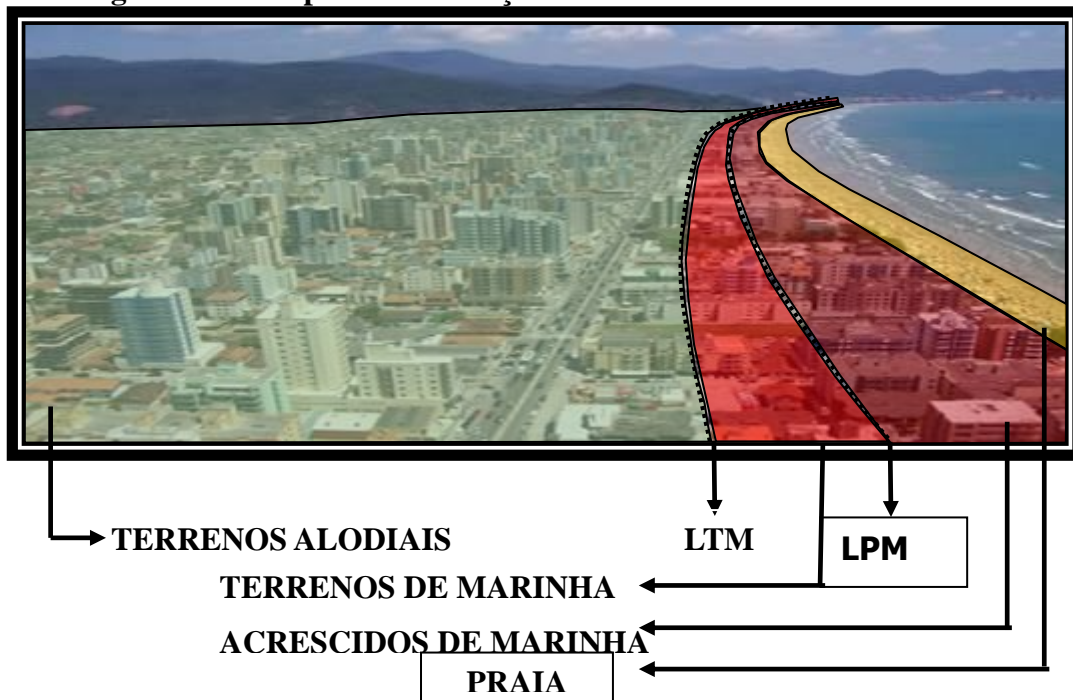 TERRENOS ALODIAIS
LTM
LPM
TERRENOS DE MARINHA
ACRESCIDOS DE MARINHA
PRAIA